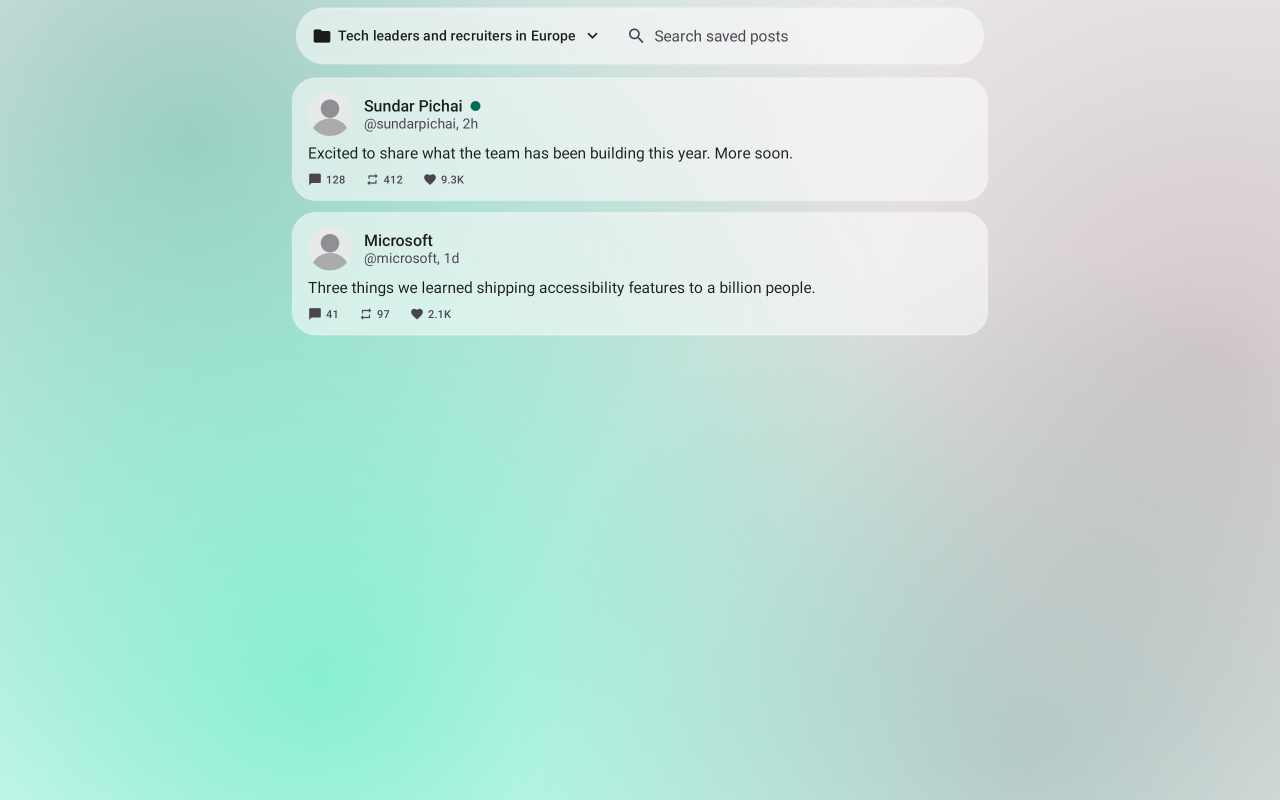 Tech leaders and recruiters in Europe
Search saved posts
Sundar Pichai
@sundarpichai, 2h
Excited to share what the team has been building this year. More soon.
128 412 9.3K
Microsoft
@microsoft, 1d
Three things we learned shipping accessibility features to a billion people.
41 97 2.1K